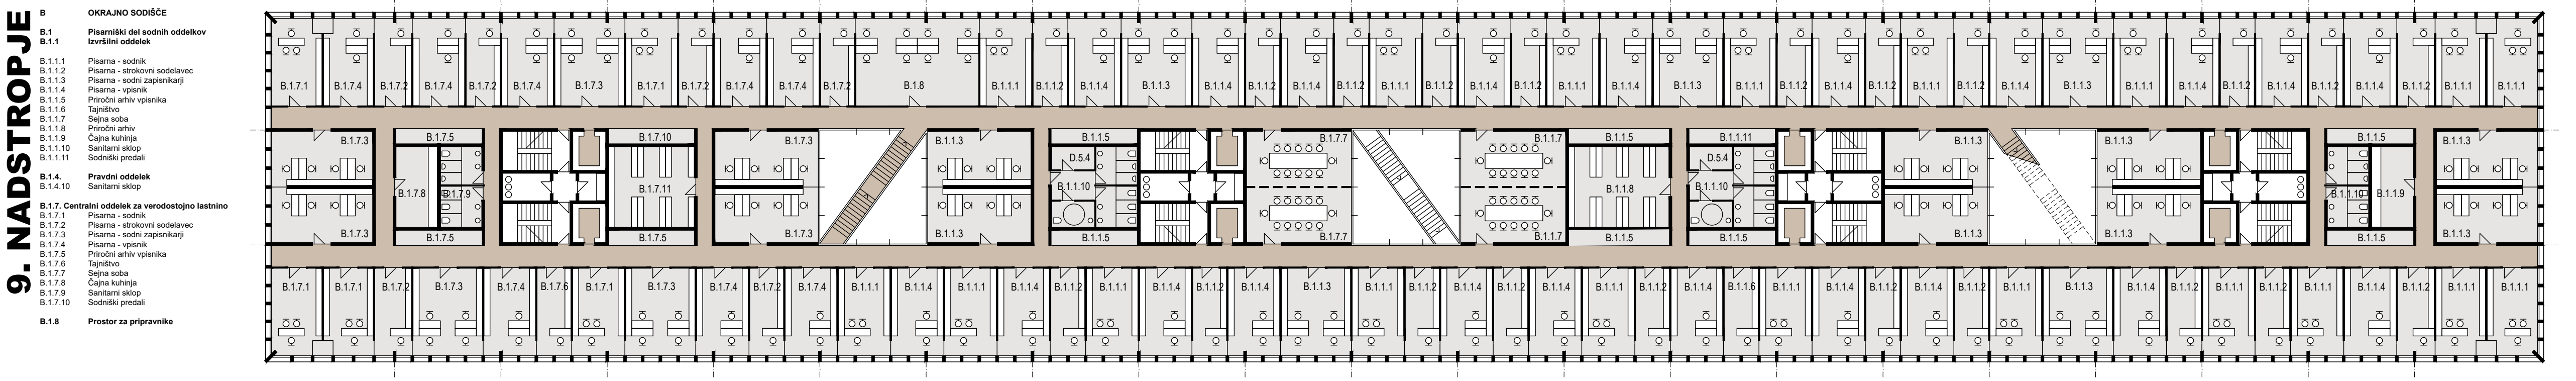 9. NADSTROPJE
B OKRAJNO SODIŠČE
B.1 Pisarniški del sodnih oddelkov
B.1.1 Izvršilni oddelek
B.1.1.1 Pisarna - sodnik
B.1.1.2 Pisarna - strokovni sodelavec
B.1.1.3 Pisarna - sodni zapisnikarji
B.1.1.4 Pisarna - vpisnik
B.1.1.5 Priročni arhiv vpisnika
B.1.1.6 Tajništvo
B.1.1.7 Sejna soba
B.1.1.8 Priročni arhiv
B.1.1.9 Čajna kuhinja
B.1.1.10 Sanitarni sklop
B.1.1.11 Sodniški predali
B.1.4. Pravdni oddelek
B.1.4.10 Sanitarni sklop
B.1.7. Centralni oddelek za verodostojno lastnino
B.1.7.1 Pisarna - sodnik
B.1.7.2 Pisarna - strokovni sodelavec
B.1.7.3 Pisarna - sodni zapisnikarji
B.1.7.4 Pisarna - vpisnik
B.1.7.5 Priročni arhiv vpisnika
B.1.7.6 Tajništvo
B.1.7.7 Sejna soba
B.1.7.8 Čajna kuhinja
B.1.7.9 Sanitarni sklop
B.1.7.10 Sodniški predali
B.1.8 Prostor za pripravnike
B.1.7.1 B.1.7.4 B.1.7.2 B.1.7.4 B.1.7.2 B.1.7.4 B.1.7.3 B.1.7.1 B.1.7.2 B.1.7.4 B.1.7.4 B.1.7.2 B.1.8 B.1.1.1 B.1.1.2 B.1.1.4 B.1.1.3 B.1.1.4 B.1.1.2 B.1.1.4 B.1.1.2 B.1.1.1 B.1.1.2 B.1.1.4 B.1.1.2 B.1.1.1 B.1.1.4 B.1.1.3 B.1.1.1 B.1.1.2 B.1.1.4 B.1.1.2 B.1.1.1 B.1.1.2 B.1.1.4 B.1.1.3 B.1.1.4 B.1.1.2 B.1.1.1 B.1.1.2 B.1.1.4 B.1.1.2 B.1.1.1 B.1.1.1
B.1.7.3 B.1.7.5 B.1.7.10 B.1.7.3 B.1.1.3 B.1.1.5 B.1.7.7 B.1.1.7 B.1.1.5 B.1.1.11 B.1.1.3 B.1.1.3 B.1.1.5 B.1.1.3
D.5.4 D.5.4
B.1.7.8 B.1.7.9 B.1.7.11 B.1.1.10 B.1.1.8 B.1.1.10 B.1.1.10 B.1.1.9
B.1.7.3 B.1.7.5 B.1.7.5 B.1.7.3 B.1.1.3 B.1.1.5 B.1.7.7 B.1.1.7 B.1.1.5 B.1.1.5 B.1.1.3 B.1.1.3 B.1.1.5 B.1.1.3
B.1.7.1 B.1.7.1 B.1.7.2 B.1.7.3 B.1.7.4 B.1.7.6 B.1.7.1 B.1.7.3 B.1.7.4 B.1.7.2 B.1.7.4 B.1.1.1 B.1.1.4 B.1.1.1 B.1.1.4 B.1.1.2 B.1.1.1 B.1.1.4 B.1.1.2 B.1.1.4 B.1.1.3 B.1.1.1 B.1.1.2 B.1.1.4 B.1.1.2 B.1.1.4 B.1.1.1 B.1.1.2 B.1.1.4 B.1.1.6 B.1.1.1 B.1.1.4 B.1.1.2 B.1.1.4 B.1.1.1 B.1.1.3 B.1.1.4 B.1.1.2 B.1.1.1 B.1.1.2 B.1.1.1 B.1.1.2 B.1.1.1 B.1.1.1